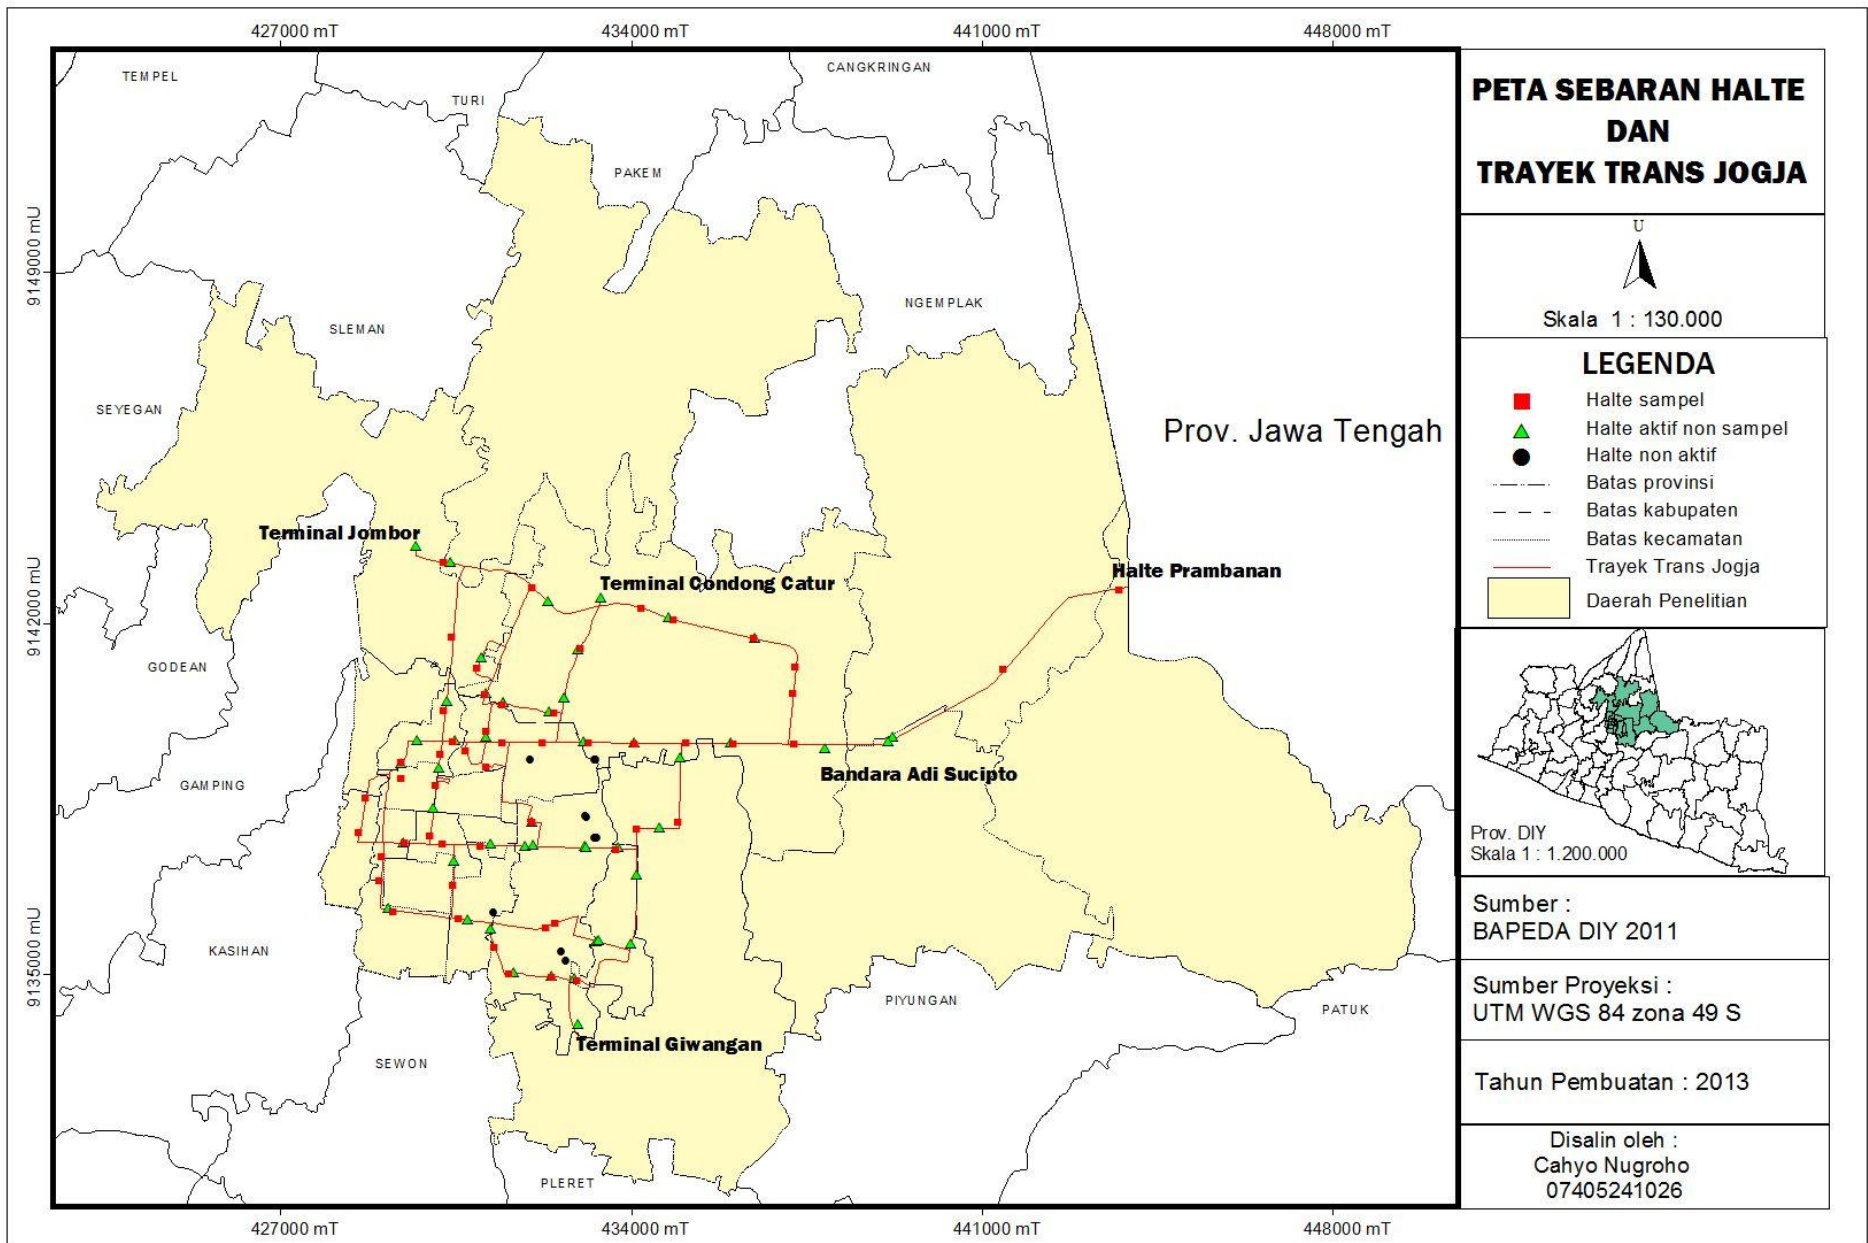 427000 mT
434000 mT
441000 mT
448000 mT
9149000 mU
9142000 mU
9135000 mU
TEMPEL
TURI
CANGKRINGAN
PAKEM
NGEMPLAK
SLEMAN
SEYEGAN
Prov. Jawa Tengah
Terminal Jombor
Terminal Condong Catur
Halte Prambanan
GODEAN
Bandara Adi Sucipto
GAMPING
KASIHAN
PIYUNGAN
PATUK
Terminal Giwangan
SEWON
PLERET
427000 mT
434000 mT
441000 mT
448000 mT
PETA SEBARAN HALTE
DAN
TRAYEK TRANS JOGJA
U
Skala 1 : 130.000
LEGENDA
Halte sampel
Halte aktif non sampel
Halte non aktif
Batas provinsi
Batas kabupaten
Batas kecamatan
Trayek Trans Jogja
Daerah Penelitian
Prov. DIY
Skala 1 : 1.200.000
Sumber :
BAPEDA DIY 2011
Sumber Proyeksi :
UTM WGS 84 zona 49 S
Tahun Pembuatan : 2013
Disalin oleh :
Cahyo Nugroho
07405241026